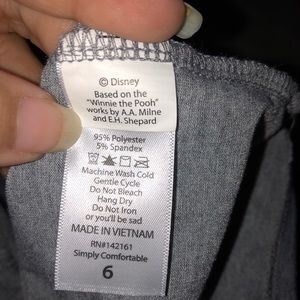 © Disney
Based on the
"Winnie the Pooh"
works by A.A. Milne
and E.H. Shepard
95% Polyester
5% Spandex
Machine Wash Cold
Gentle Cycle
Do Not Bleach
Hang Dry
Do Not Iron
or you'll be sad
MADE IN VIETNAM
RN#142161
Simply Comfortable
6